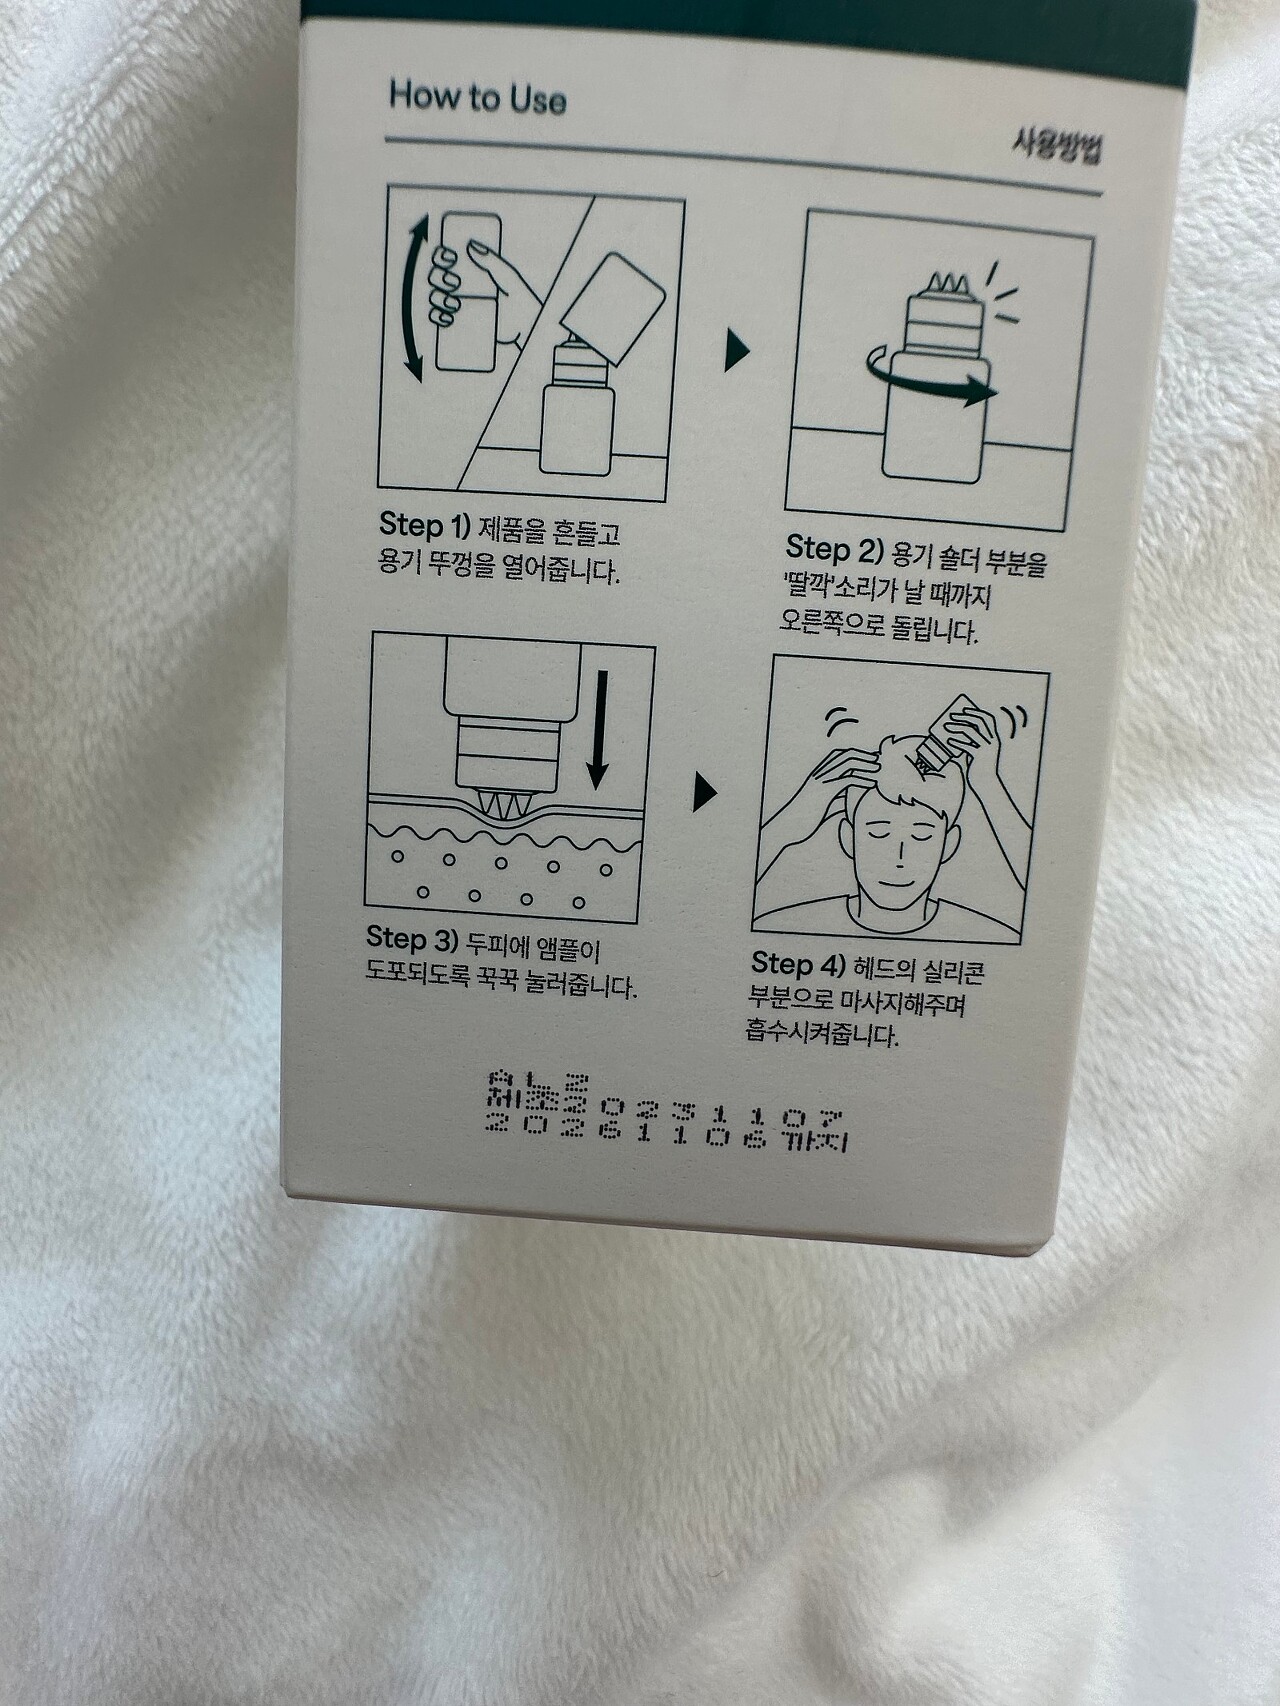 How to Use
사용방법
Step 1) 제품을 흔들고
용기 뚜껑을 열어줍니다.
Step 2) 용기 숄더 부분을
'딸깍'소리가 날 때까지
오른쪽으로 돌립니다.
Step 3) 두피에 앰플이
도포되도록 꾹꾹 눌러줍니다.
Step 4) 헤드의 실리콘
부분으로 마사지해주며
흡수시켜줍니다.
제조20231107
20261106까지